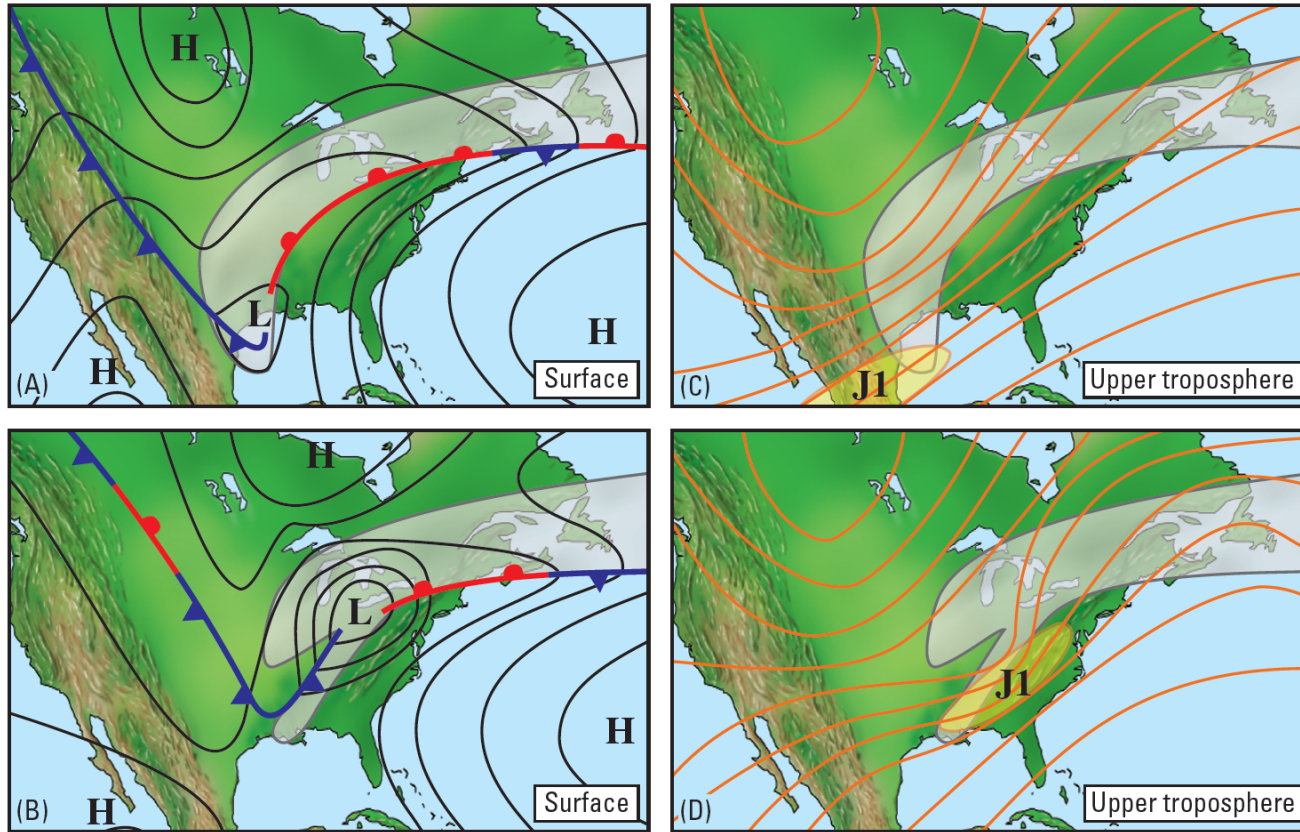 H
L
H
H
(A)
Surface
J1
(C)
Upper troposphere
H
L
H
H
(B)
Surface
J1
(D)
Upper troposphere